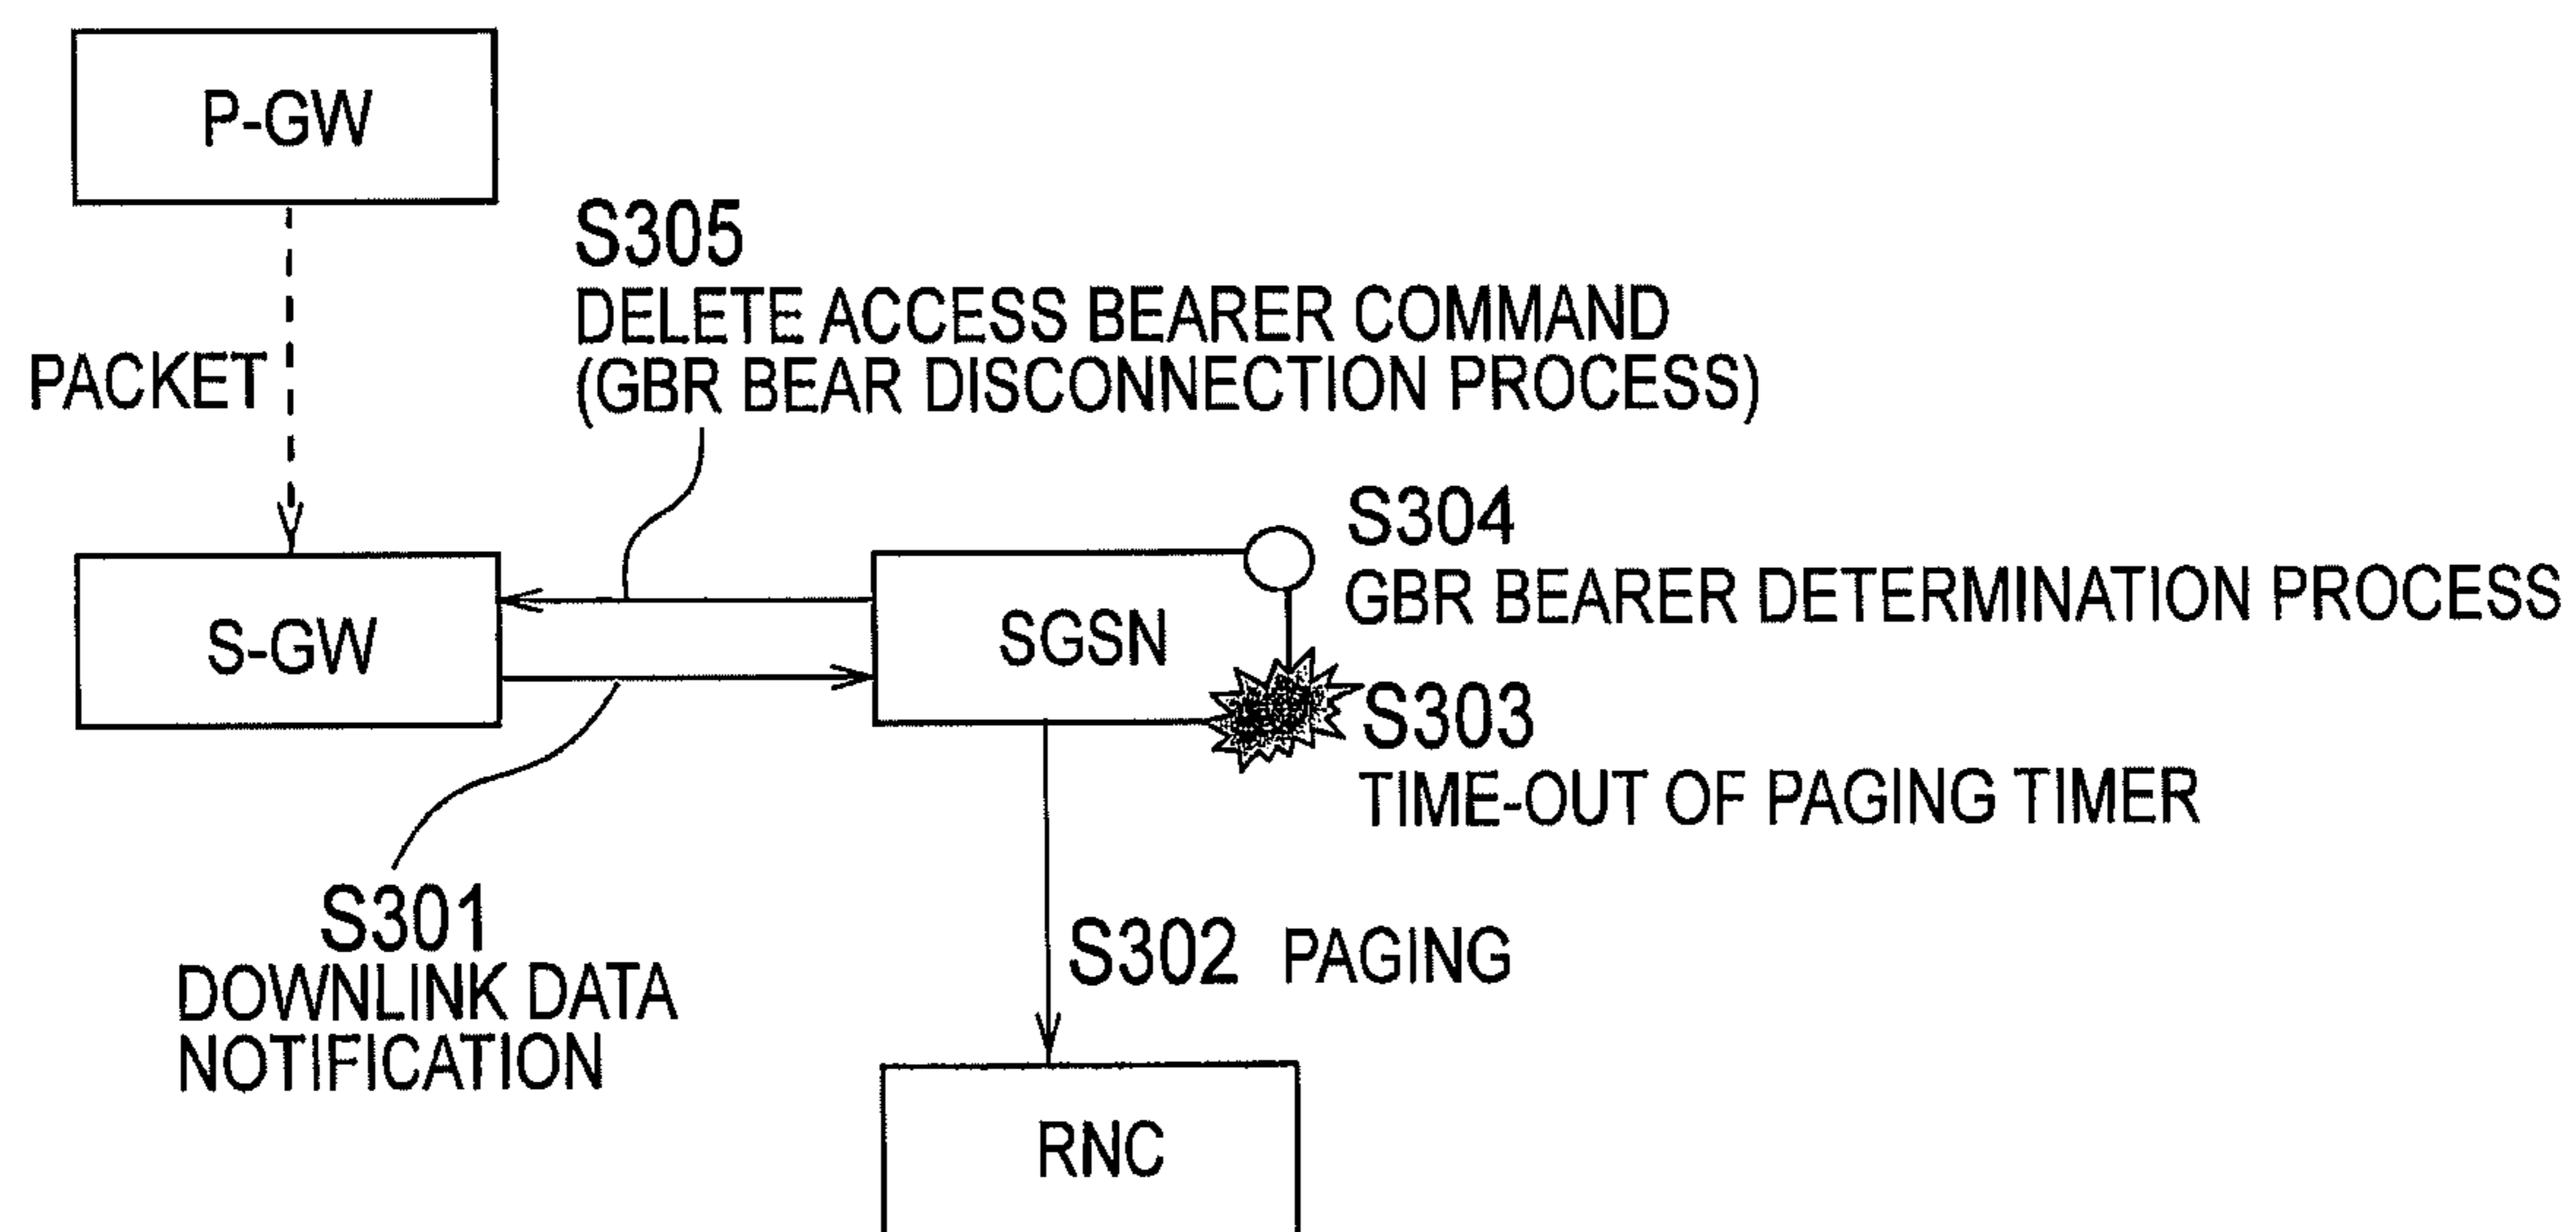 P-GW
S305
DELETE ACCESS BEARER COMMAND
(GBR BEAR DISCONNECTION PROCESS)
PACKET
S304
GBR BEARER DETERMINATION PROCESS
S-GW
SGSN
S303
TIME-OUT OF PAGING TIMER
S301
DOWNLINK DATA
NOTIFICATION
S302 PAGING
RNC